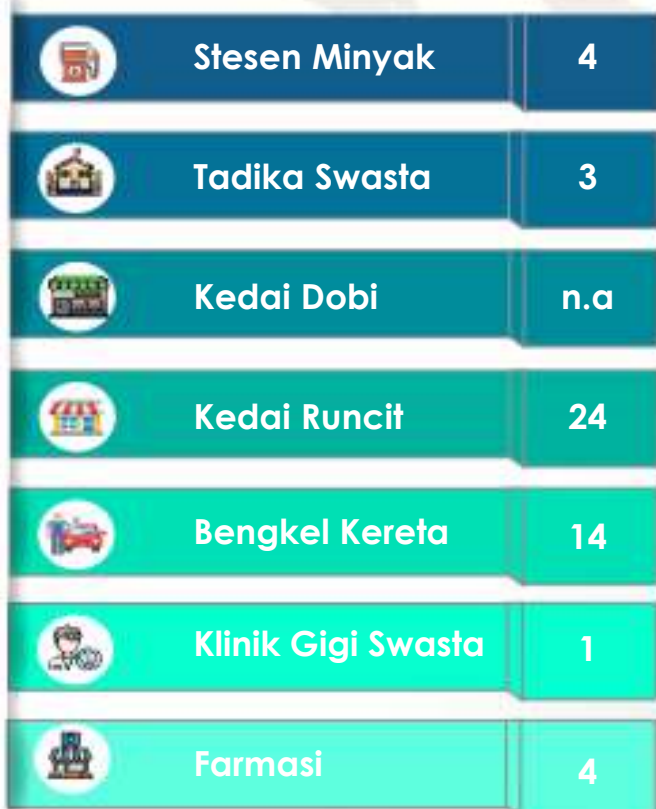 Stesen Minyak 4
Tadika Swasta 3
Kedai Dobi n.a
Kedai Runcit 24
Bengkel Kereta 14
Klinik Gigi Swasta 1
Farmasi 4